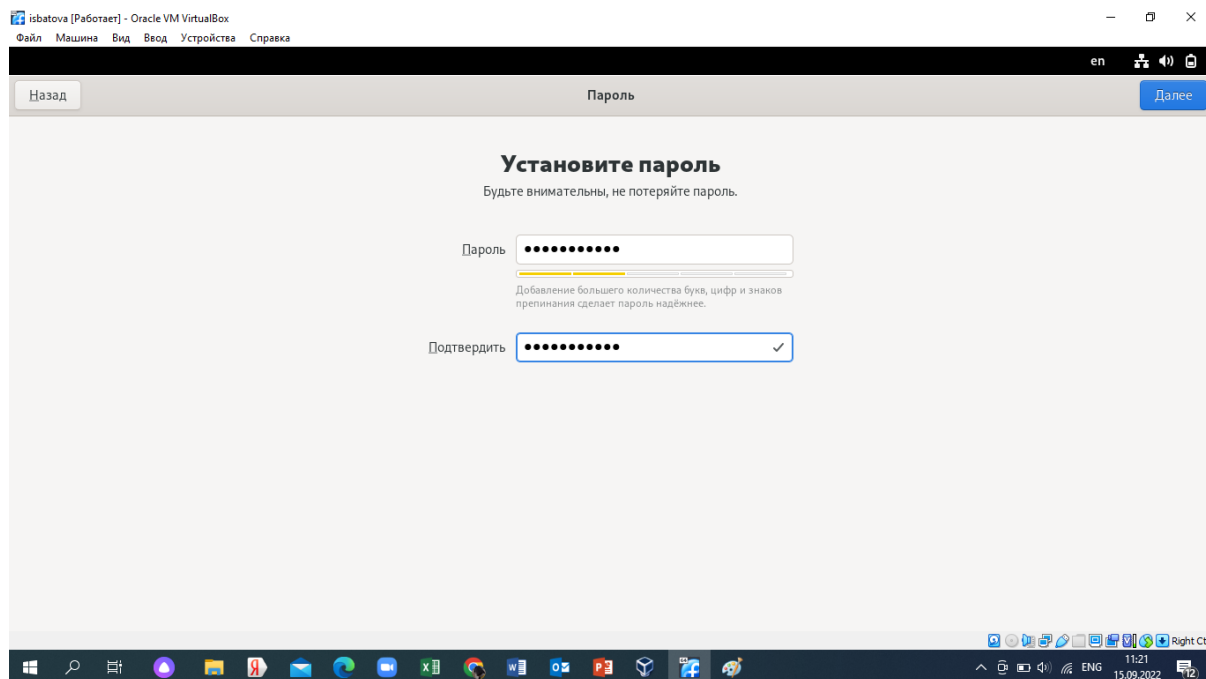 isbatova [Работает] - Oracle VM VirtualBox
Файл Машина Вид Ввод Устройства Справка
en
Назад
Пароль
Далее
Установите пароль
Будьте внимательны, не потеряйте пароль.
Пароль ●●●●●●●●●●●
Добавление большего количества букв, цифр и знаков
препинания сделает пароль надёжнее.
Подтвердить ●●●●●●●●●●●
Right Ct
ENG
11:21
15.09.2022
12